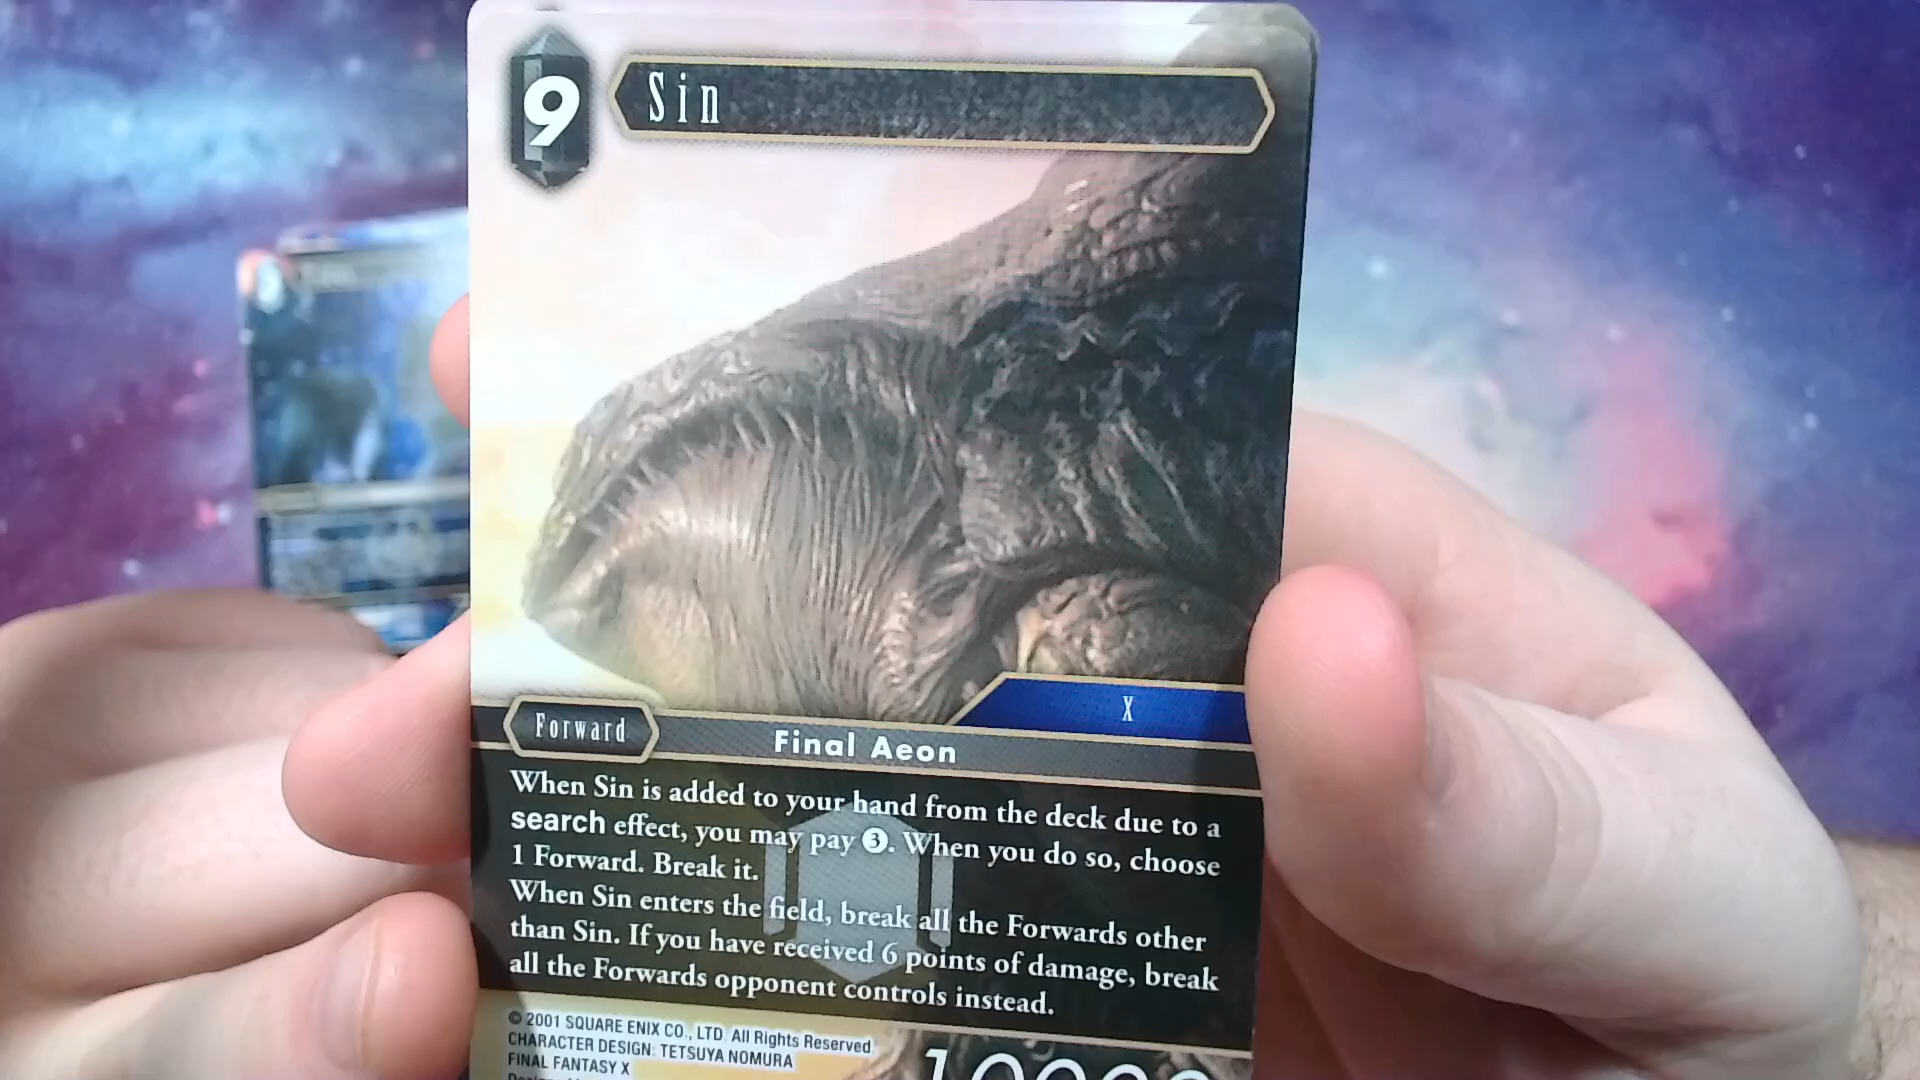 9
Sin
X
Forward
Final Aeon
When Sin is added to your hand from the deck due to a
search effect, you may pay ❸. When you do so, choose
1 Forward. Break it.
When Sin enters the field, break all the Forwards other
than Sin. If you have received 6 points of damage, break
all the Forwards opponent controls instead.
© 2001 SQUARE ENIX CO., LTD. All Rights Reserved.
CHARACTER DESIGN: TETSUYA NOMURA
FINAL FANTASY X